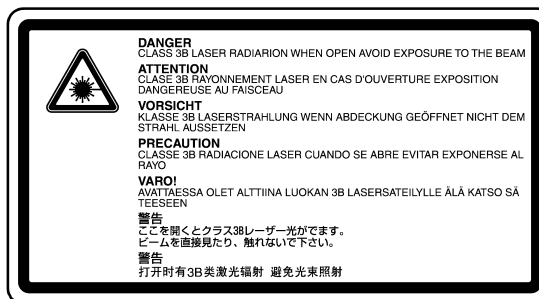 DANGER
CLASS 3B LASER RADIARION WHEN OPEN AVOID EXPOSURE TO THE BEAM
ATTENTION
CLASE 3B RAYONNEMENT LASER EN CAS D'OUVERTURE EXPOSITION
DANGEREUSE AU FAISCEAU
VORSICHT
KLASSE 3B LASERSTRAHLUNG WENN ABDECKUNG GEÖFFNET NICHT DEM
STRAHL AUSSETZEN
PRECAUTION
CLASSE 3B RADIACIONE LASER CUANDO SE ABRE EVITAR EXPONERSE AL
RAYO
VARO!
AVATTAESSA OLET ALTTIINA LUOKAN 3B LASERSATEILYLLE ÄLÄ KATSO SÄ
TEESEEN
警告
ここを開くとクラス3Bレーザー光がでます。
ビームを直接見たり、触れないで下さい。
警告
打开时有3B类激光辐射 避免光束照射